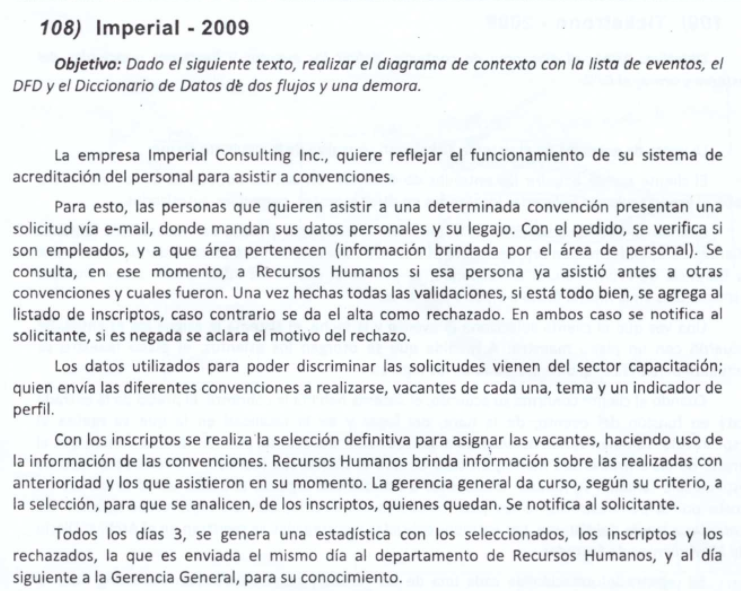 108) Imperial - 2009
Objetivo: Dado el siguiente texto, realizar el diagrama de contexto con la lista de eventos, el
DFD y el Diccionario de Datos de dos flujos y una demora.
La empresa Imperial Consulting Inc., quiere reflejar el funcionamiento de su sistema de
acreditación del personal para asistir a convenciones.
Para esto, las personas que quieren asistir a una determinada convención presentan una
solicitud vía e-mail, donde mandan sus datos personales y su legajo. Con el pedido, se verifica si
son empleados, y a que área pertenecen (información brindada por el área de personal). Se
consulta, en ese momento, a Recursos Humanos si esa persona ya asistió antes a otras
convenciones y cuales fueron. Una vez hechas todas las validaciones, si está todo bien, se agrega al
listado de inscriptos, caso contrario se da el alta como rechazado. En ambos caso se notifica al
solicitante, si es negada se aclara el motivo del rechazo.
Los datos utilizados para poder discriminar las solicitudes vienen del sector capacitación;
quien envía las diferentes convenciones a realizarse, vacantes de cada una, tema y un indicador de
perfil.
Con los inscriptos se realiza la selección definitiva para asignar las vacantes, haciendo uso de
la información de las convenciones. Recursos Humanos brinda información sobre las realizadas con
anterioridad y los que asistieron en su momento. La gerencia general da curso, según su criterio, a
la selección, para que se analicen, de los inscriptos, quienes quedan. Se notifica al solicitante.
Todos los días 3, se genera una estadística con los seleccionados, los inscriptos y los
rechazados, la que es enviada el mismo día al departamento de Recursos Humanos, y al día
siguiente a la Gerencia General, para su conocimiento.